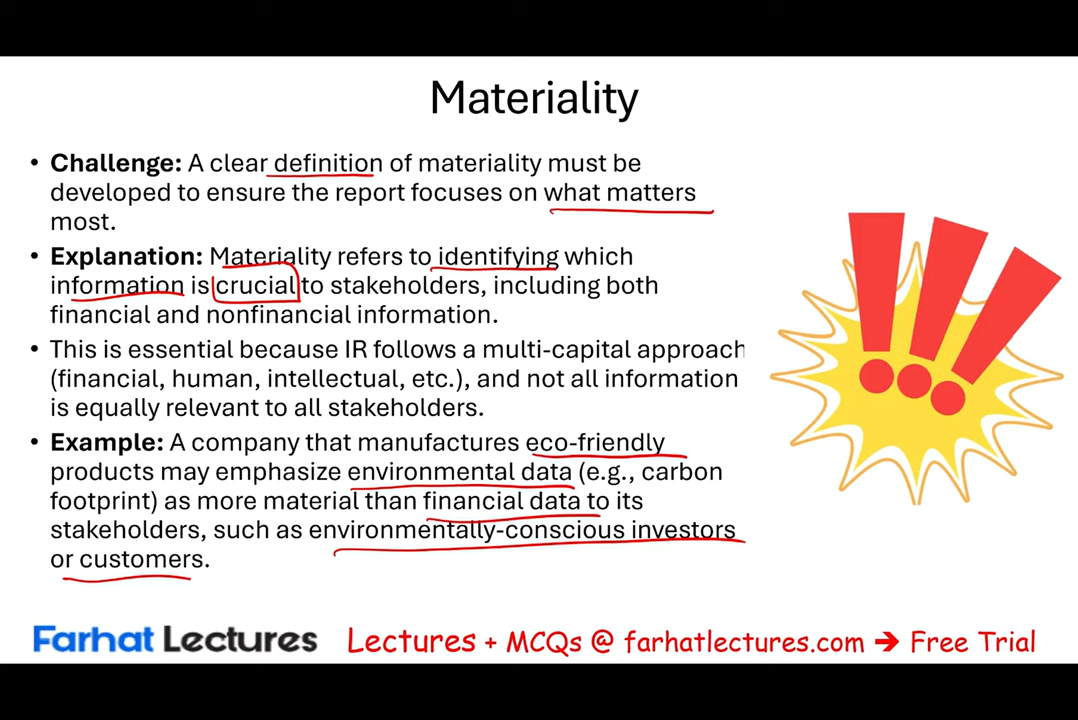 Materiality
• Challenge: A clear definition of materiality must be
developed to ensure the report focuses on what matters
most.
• Explanation: Materiality refers to identifying which
information is crucial to stakeholders, including both
financial and nonfinancial information.
• This is essential because IR follows a multi-capital approach
(financial, human, intellectual, etc.), and not all information
is equally relevant to all stakeholders.
• Example: A company that manufactures eco-friendly
products may emphasize environmental data (e.g., carbon
footprint) as more material than financial data to its
stakeholders, such as environmentally-conscious investors
or customers.
Farhat Lectures Lectures + MCQs @ farhatlectures.com ➔ Free Trial